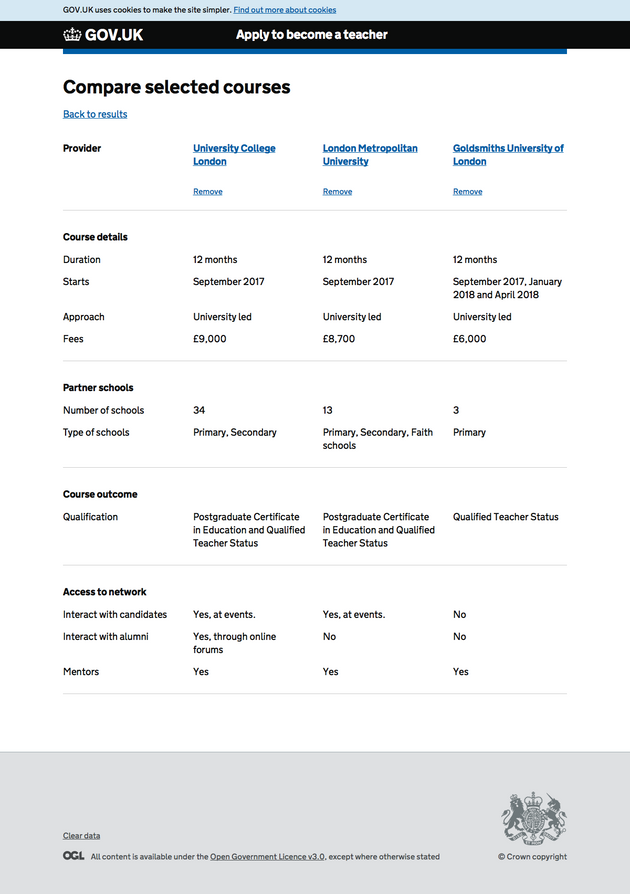 GOV.UK uses cookies to make the site simpler. Find out more about cookies
GOV.UK Apply to become a teacher
Compare selected courses
Back to results
Provider University College London London Metropolitan University Goldsmiths University of London
Remove Remove Remove
Course details
Duration 12 months 12 months 12 months
Starts September 2017 September 2017 September 2017, January 2018 and April 2018
Approach University led University led University led
Fees £9,000 £8,700 £6,000
Partner schools
Number of schools 34 13 3
Type of schools Primary, Secondary Primary, Secondary, Faith schools Primary
Course outcome
Qualification Postgraduate Certificate in Education and Qualified Teacher Status Postgraduate Certificate in Education and Qualified Teacher Status Qualified Teacher Status
Access to network
Interact with candidates Yes, at events. Yes, at events. No
Interact with alumni Yes, through online forums No No
Mentors Yes Yes Yes
Clear data
OGL All content is available under the Open Government Licence v3.0, except where otherwise stated © Crown copyright